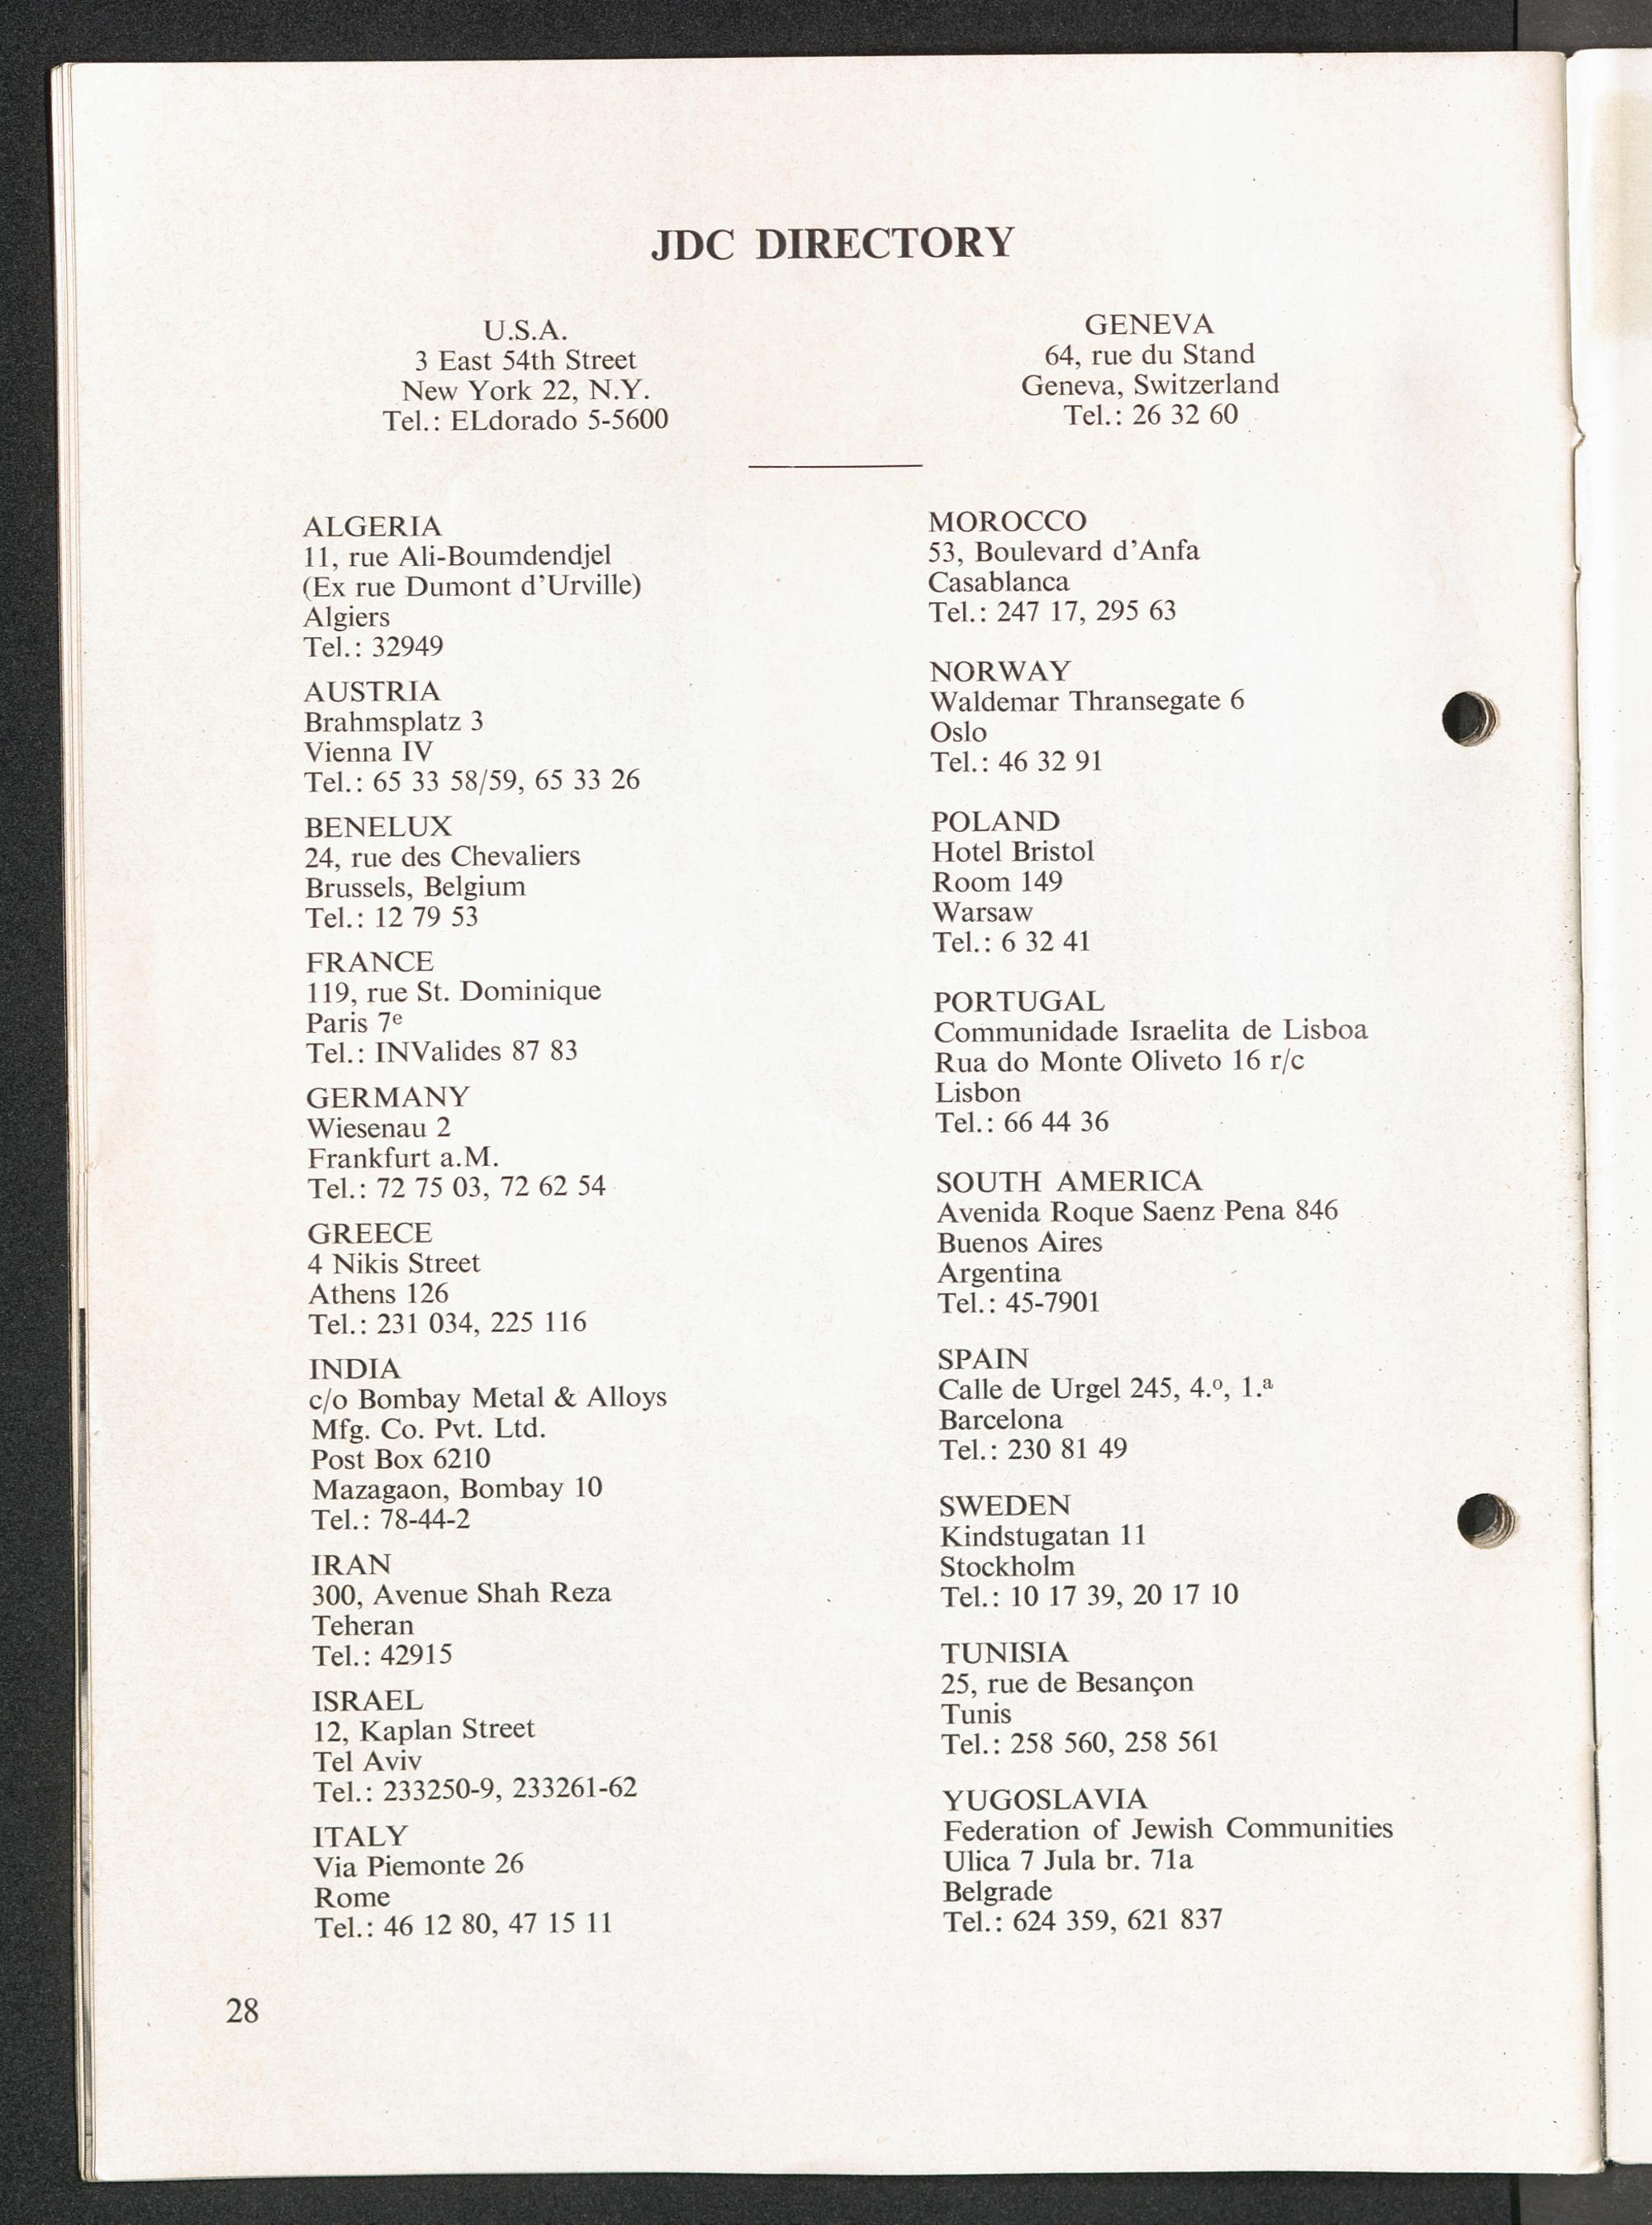 JDC DIRECTORY
U.S.A.
3 East 54th Street
New York 22, N.Y.
Tel.: ELdorado 5-5600
GENEVA
64, rue du Stand
Geneva, Switzerland
Tel.: 26 32 60
ALGERIA
11, rue Ali-Boumdendjel
(Ex rue Dumont d'Urville)
Algiers
Tel.: 32949
AUSTRIA
Brahmsplatz 3
Vienna IV
Tel.: 65 33 58/59, 65 33 26
BENELUX
24, rue des Chevaliers
Brussels, Belgium
Tel.: 12 79 53
FRANCE
119, rue St. Dominique
Paris 7e
Tel.: INValides 87 83
GERMANY
Wiesenau 2
Frankfurt a.M.
Tel.: 72 75 03, 72 62 54
GREECE
4 Nikis Street
Athens 126
Tel.: 231 034, 225 116
INDIA
c/o Bombay Metal & Alloys
Mfg. Co. Pvt. Ltd.
Post Box 6210
Mazagaon, Bombay 10
Tel.: 78-44-2
IRAN
300, Avenue Shah Reza
Teheran
Tel.: 42915
ISRAEL
12, Kaplan Street
Tel Aviv
Tel.: 233250-9, 233261-62
ITALY
Via Piemonte 26
Rome
Tel.: 46 12 80, 47 15 11
MOROCCO
53, Boulevard d'Anfa
Casablanca
Tel.: 247 17, 295 63
NORWAY
Waldemar Thransegate 6
Oslo
Tel.: 46 32 91
POLAND
Hotel Bristol
Room 149
Warsaw
Tel.: 6 32 41
PORTUGAL
Communidade Israelita de Lisboa
Rua do Monte Oliveto 16 r/c
Lisbon
Tel.: 66 44 36
SOUTH AMERICA
Avenida Roque Saenz Pena 846
Buenos Aires
Argentina
Tel.: 45-7901
SPAIN
Calle de Urgel 245, 4.º, 1.ª
Barcelona
Tel.: 230 81 49
SWEDEN
Kindstugatan 11
Stockholm
Tel.: 10 17 39, 20 17 10
TUNISIA
25, rue de Besançon
Tunis
Tel.: 258 560, 258 561
YUGOSLAVIA
Federation of Jewish Communities
Ulica 7 Jula br. 71a
Belgrade
Tel.: 624 359, 621 837
28